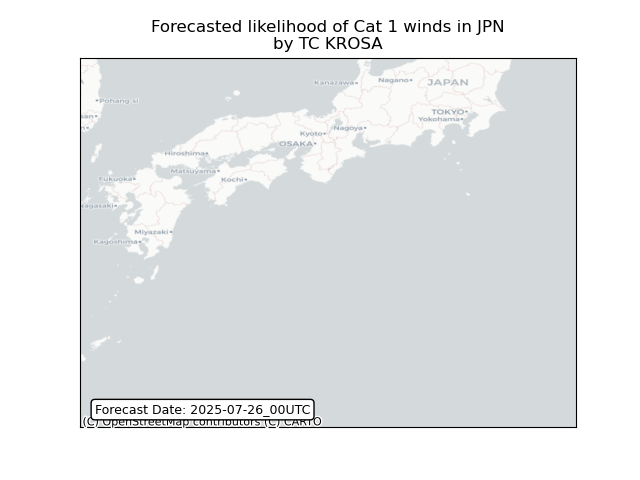 Forecasted likelihood of Cat 1 winds in JPN
by TC KROSA
Kanazawa
Nagano
JAPAN
Pohang-si
TOKYO
Yokohama
Kyoto
Nagoya
OSAKA
Hiroshima
Matsuyama
Fukuoka
Kochi
agasaki
Miyazaki
Kagoshima
Forecast Date: 2025-07-26_00UTC
(C) OpenStreetMap contributors (C) CARTO